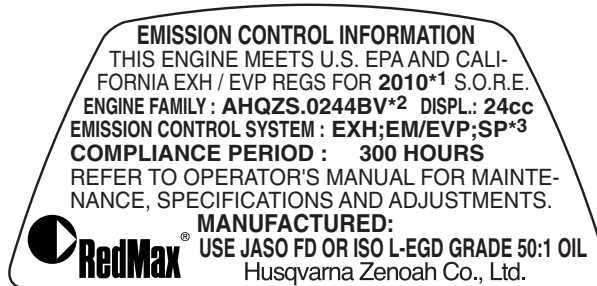 EMISSION CONTROL INFORMATION
THIS ENGINE MEETS U.S. EPA AND CALI-
FORNIA EXH / EVP REGS FOR 2010*1 S.O.R.E.
ENGINE FAMILY : AHQZS.0244BV*2 DISPL.: 24cc
EMISSION CONTROL SYSTEM : EXH;EM/EVP;SP*3
COMPLIANCE PERIOD : 300 HOURS
REFER TO OPERATOR'S MANUAL FOR MAINTE-
NANCE, SPECIFICATIONS AND ADJUSTMENTS.
MANUFACTURED:
RedMax® USE JASO FD OR ISO L-EGD GRADE 50:1 OIL
Husqvarna Zenoah Co., Ltd.